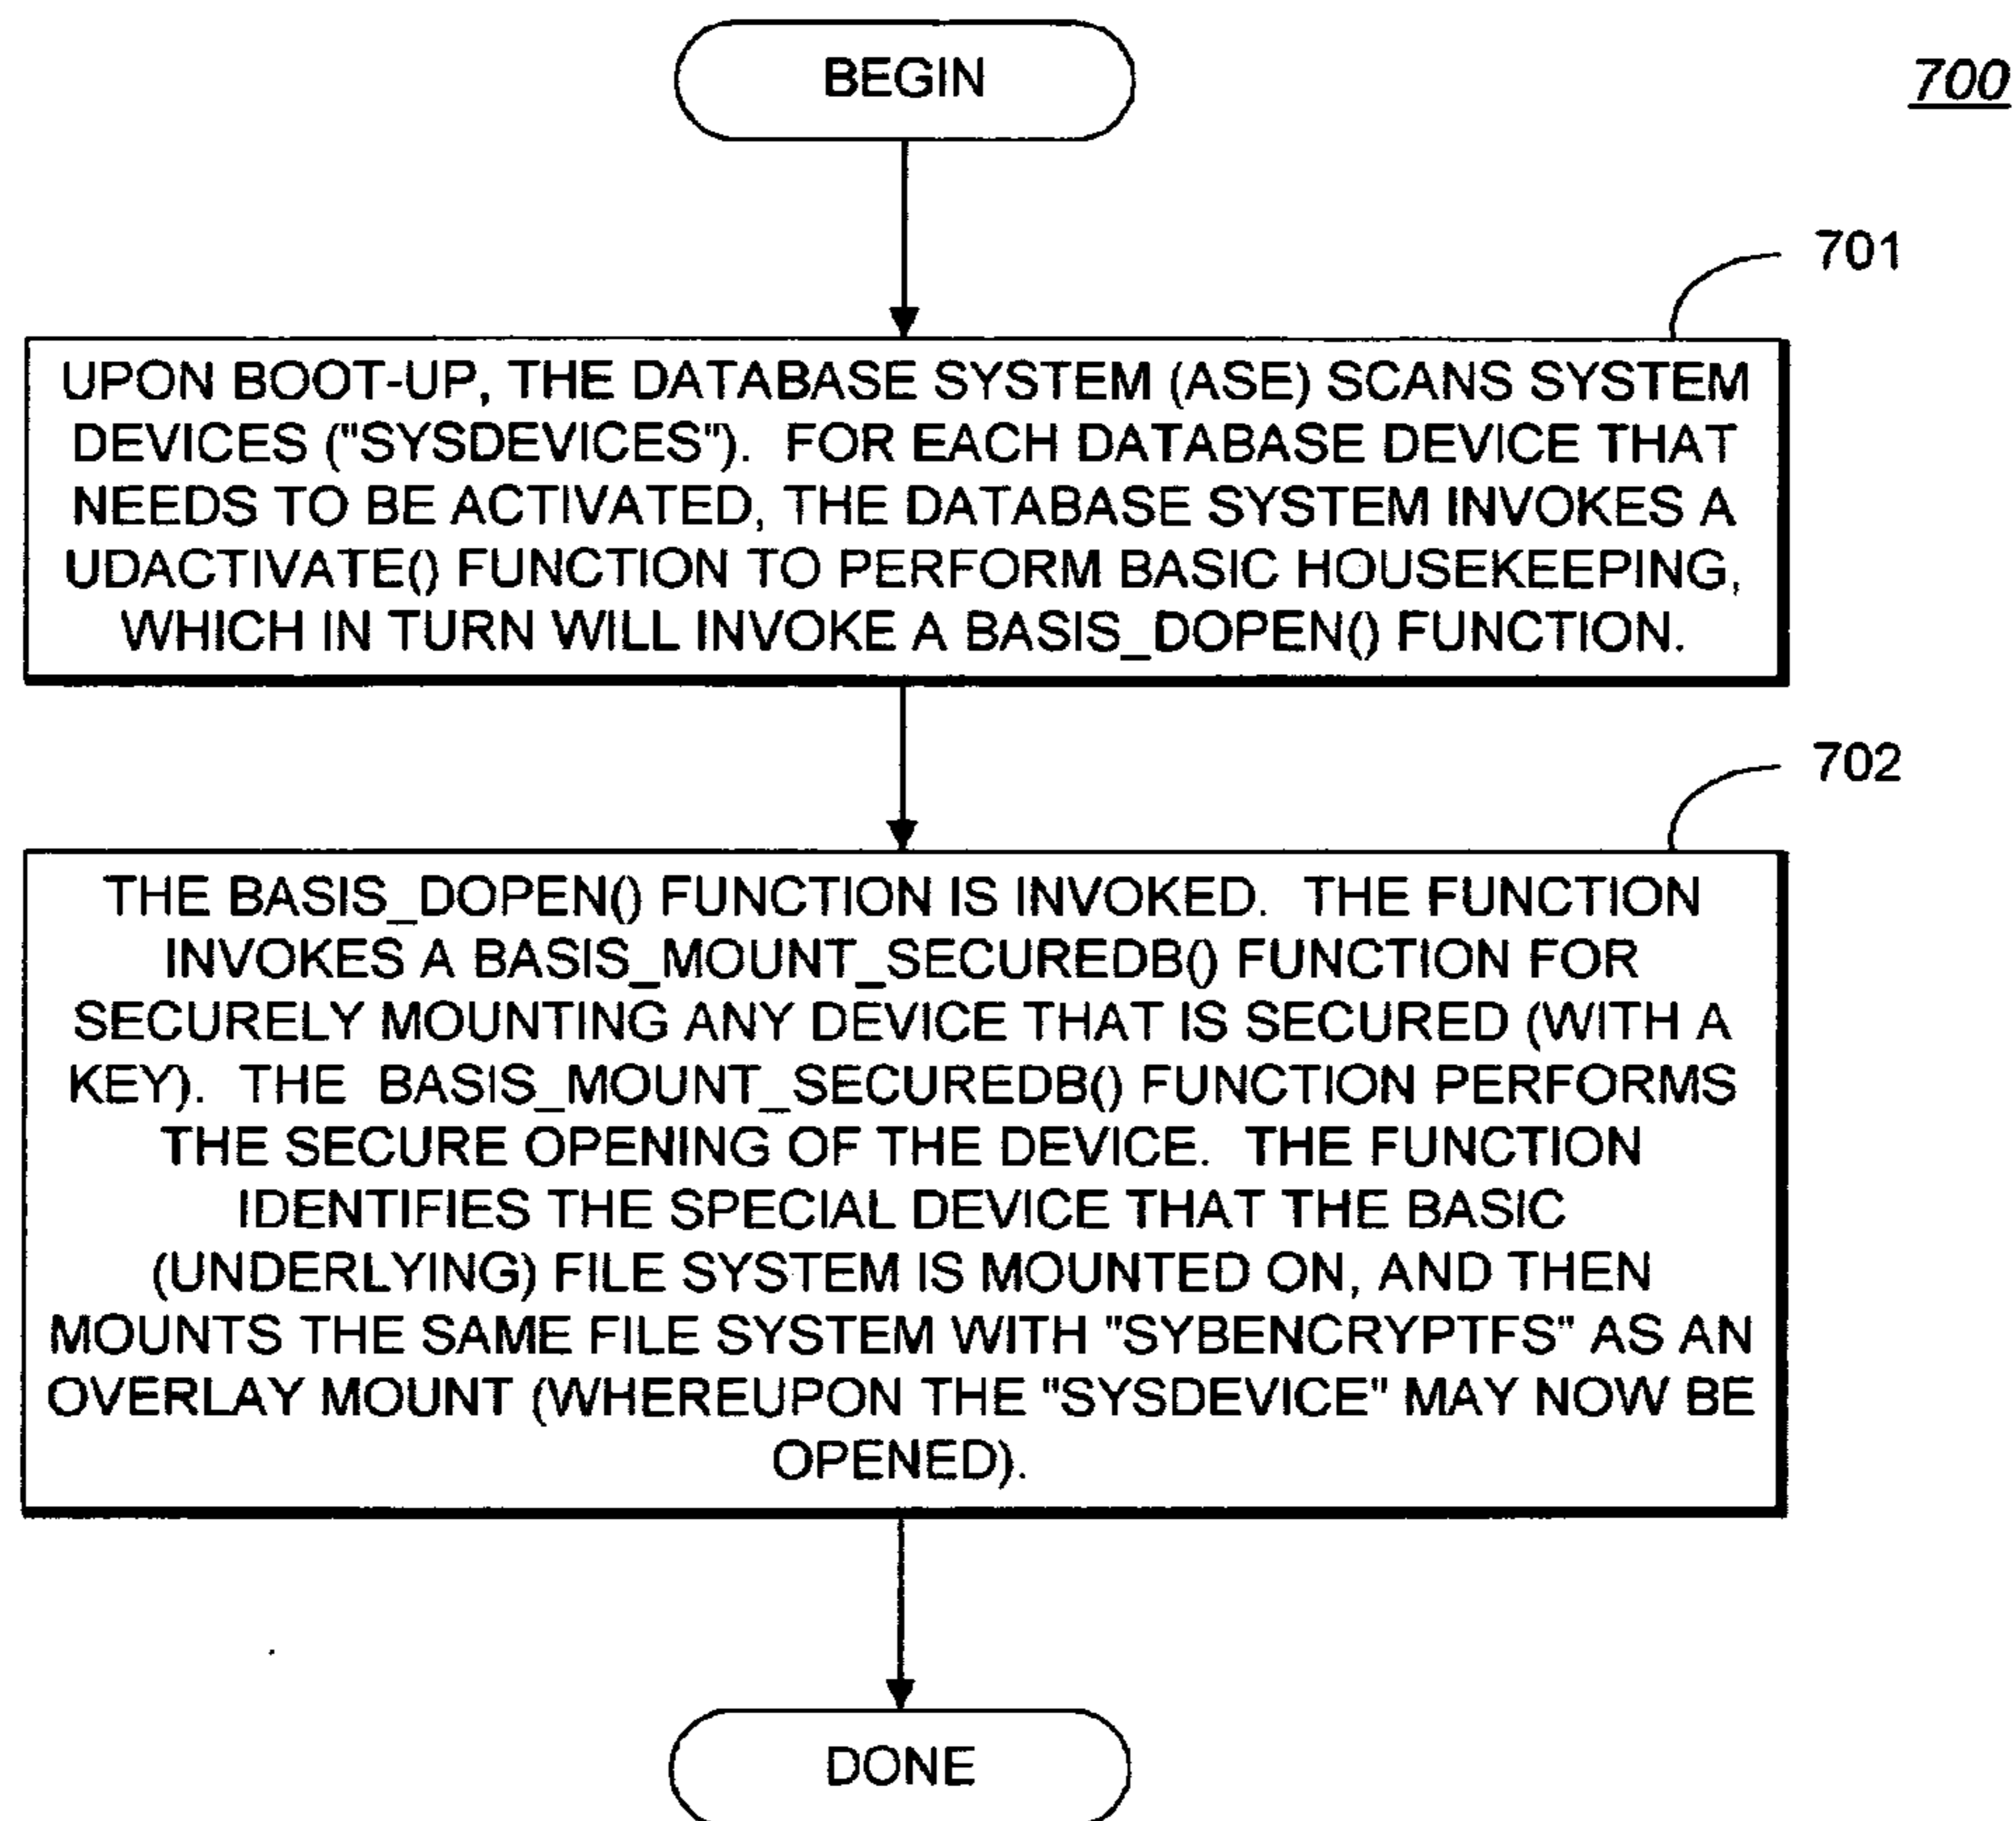 BEGIN
700
701
UPON BOOT-UP, THE DATABASE SYSTEM (ASE) SCANS SYSTEM
DEVICES ("SYSDEVICES"). FOR EACH DATABASE DEVICE THAT
NEEDS TO BE ACTIVATED, THE DATABASE SYSTEM INVOKES A
UDACTIVATE() FUNCTION TO PERFORM BASIC HOUSEKEEPING,
WHICH IN TURN WILL INVOKE A BASIS_DOPEN() FUNCTION.
702
THE BASIS_DOPEN() FUNCTION IS INVOKED. THE FUNCTION
INVOKES A BASIS_MOUNT_SECUREDB() FUNCTION FOR
SECURELY MOUNTING ANY DEVICE THAT IS SECURED (WITH A
KEY). THE BASIS_MOUNT_SECUREDB() FUNCTION PERFORMS
THE SECURE OPENING OF THE DEVICE. THE FUNCTION
IDENTIFIES THE SPECIAL DEVICE THAT THE BASIC
(UNDERLYING) FILE SYSTEM IS MOUNTED ON, AND THEN
MOUNTS THE SAME FILE SYSTEM WITH "SYBENCRYPTFS" AS AN
OVERLAY MOUNT (WHEREUPON THE "SYSDEVICE" MAY NOW BE
OPENED).
DONE